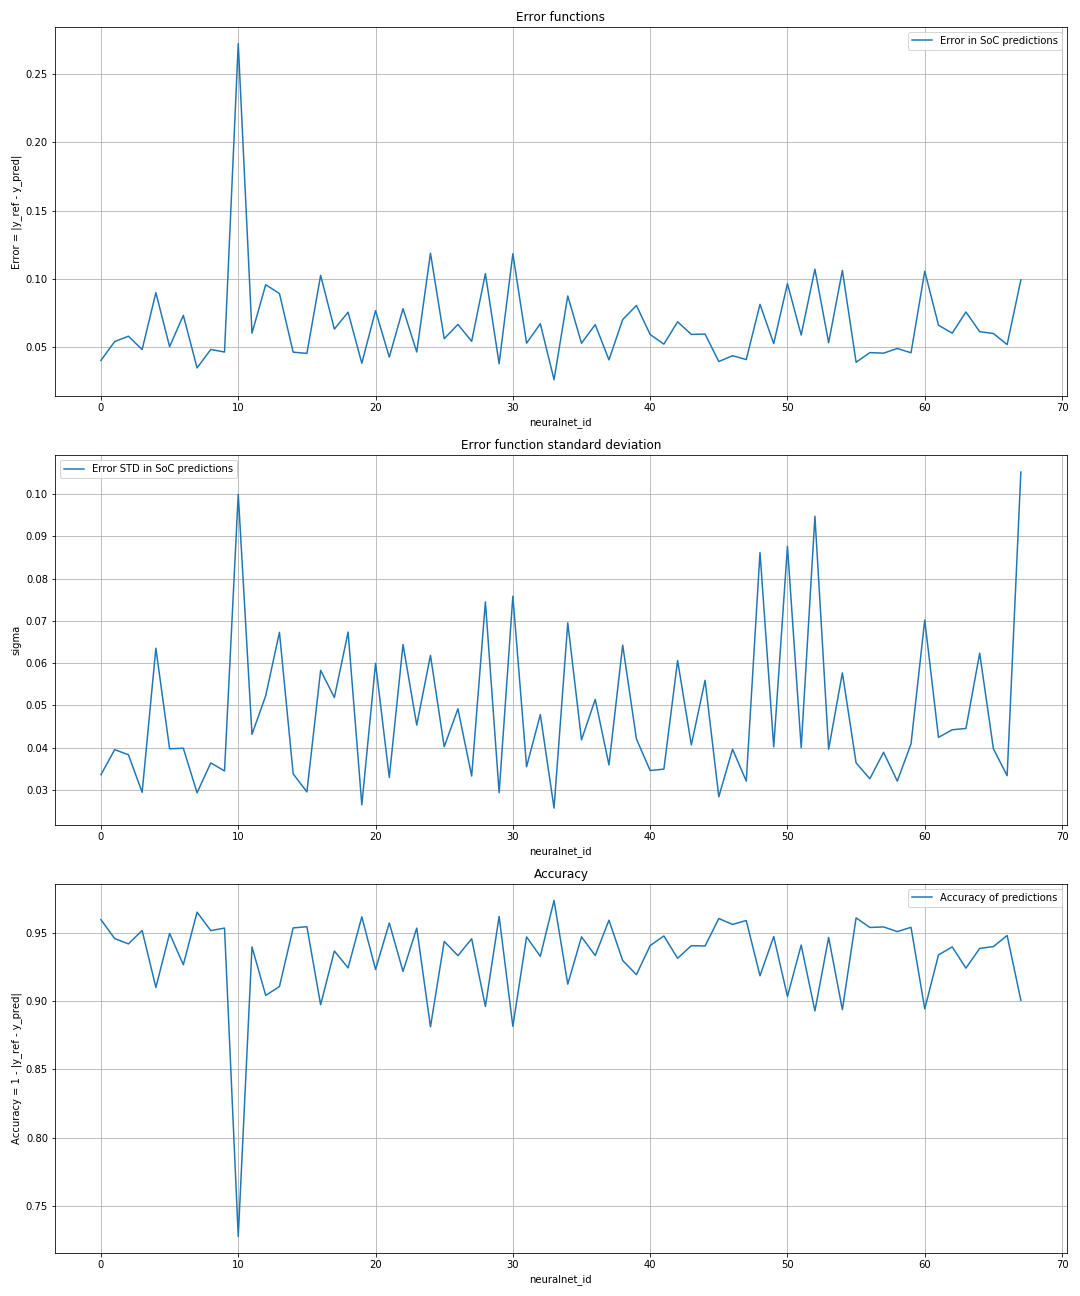 Error functions
Error in SoC predictions
0.25
0.20
0.15
0.10
0.05
Error = |y_ref - y_pred|
0 10 20 30 40 50 60 70
neuralnet_id
Error function standard deviation
Error STD in SoC predictions
0.10
0.09
0.08
0.07
0.06
0.05
0.04
0.03
sigma
0 10 20 30 40 50 60 70
neuralnet_id
Accuracy
Accuracy of predictions
0.95
0.90
0.85
0.80
0.75
Accuracy = 1 - |y_ref - y_pred|
0 10 20 30 40 50 60 70
neuralnet_id